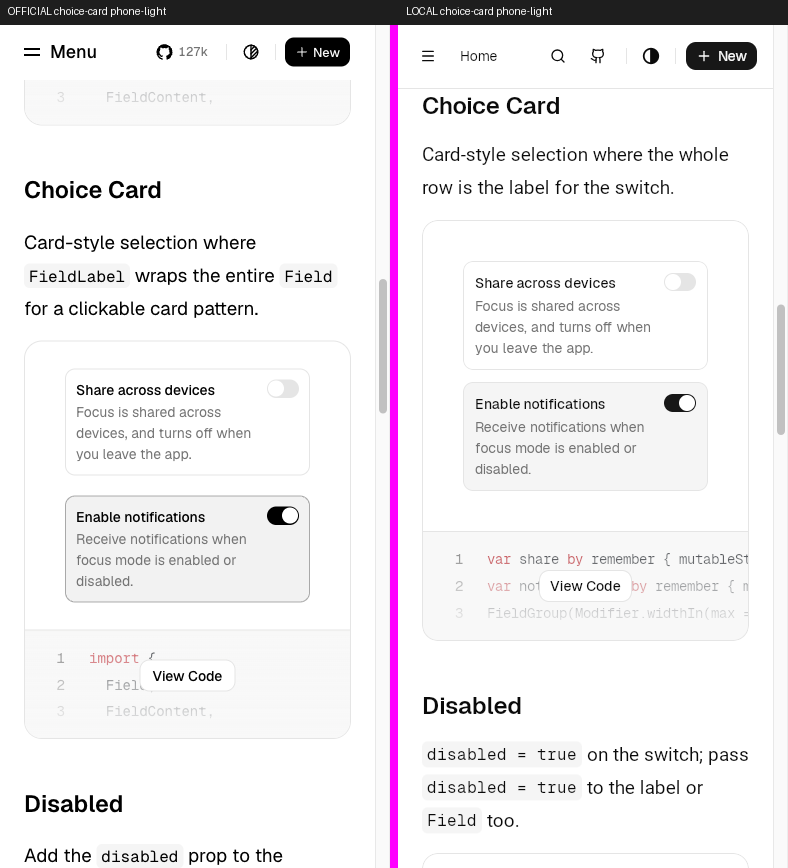 OFFICIAL choice-card phone-light
Menu
127k
+ New
3 FieldContent,
Choice Card
Card-style selection where
FieldLabel wraps the entire Field
for a clickable card pattern.
Share across devices
Focus is shared across
devices, and turns off when
you leave the app.
Enable notifications
Receive notifications when
focus mode is enabled or
disabled.
1 import {
2 Field
View Code
3 FieldContent,
Disabled
Add the disabled prop to the
LOCAL choice-card phone-light
Home
+ New
Choice Card
Card-style selection where the whole
row is the label for the switch.
Share across devices
Focus is shared across
devices, and turns off when
you leave the app.
Enable notifications
Receive notifications when
focus mode is enabled or
disabled.
1 var share by remember { mutableSt
2 var not View Code by remember { m
3 FieldGroup(Modifier.widthIn(max =
Disabled
disabled = true on the switch; pass
disabled = true to the label or
Field too.